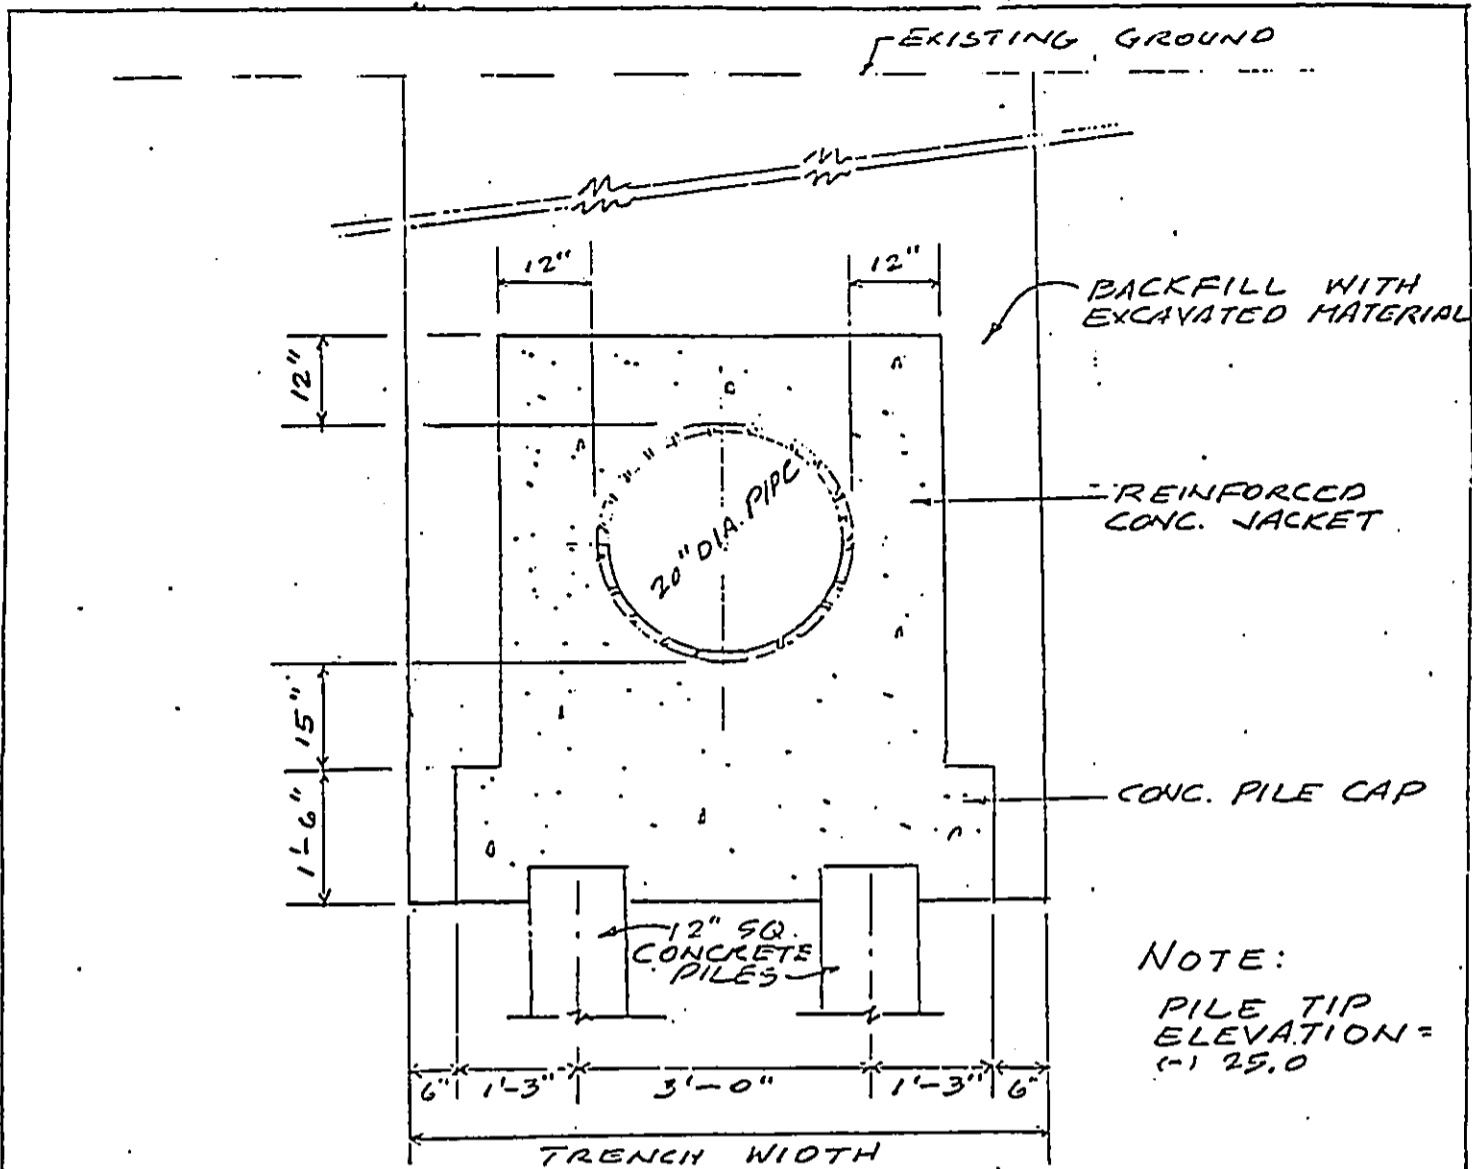 EXISTING GROUND
12"
12"
BACKFILL WITH
EXCAVATED MATERIAL
12"
20" DIA. PIPE
REINFORCED
CONC. JACKET
15"
1'-6"
CONC. PILE CAP
12" SQ.
CONCRETE
PILES
NOTE:
PILE TIP
ELEVATION =
(-) 25.0
6"
1'-3"
3'-0"
1'-3"
6"
TRENCH WIDTH